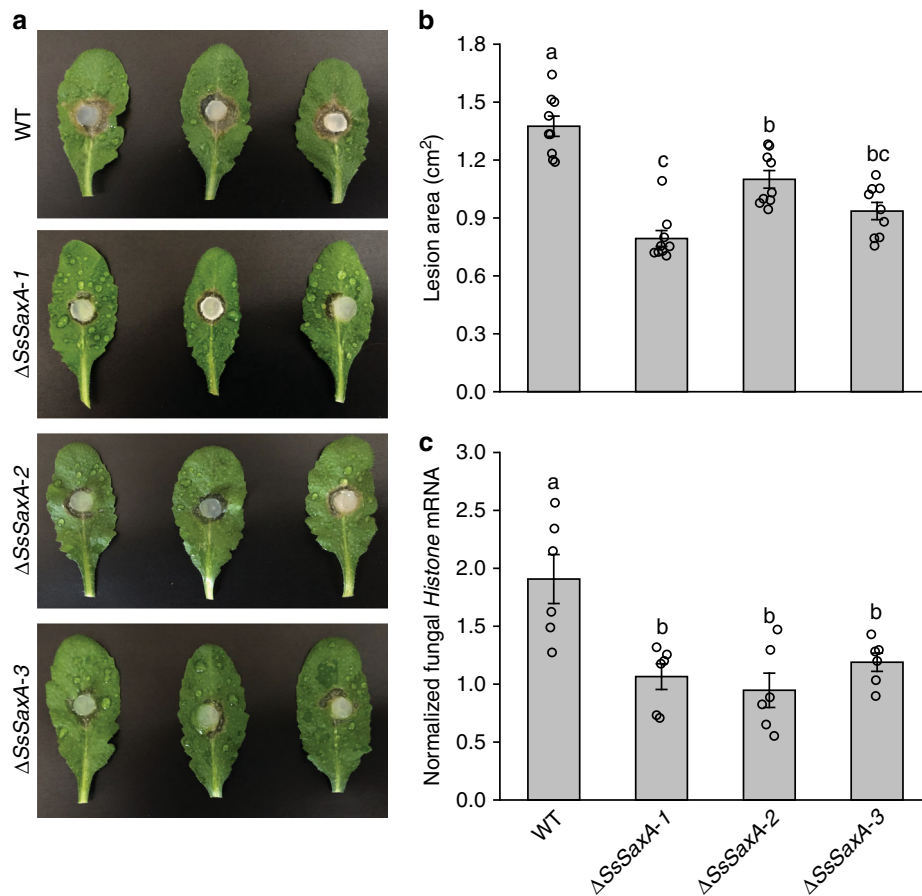 a
WT
ΔSsSaxA-1
ΔSsSaxA-2
ΔSsSaxA-3
b
Lesion area (cm²)
1.8
1.5
1.2
0.9
0.6
0.3
0.0
a
c
b
bc
c
Normalized fungal Histone mRNA
3.0
2.5
2.0
1.5
1.0
0.5
0.0
a
b
b
b
WT
ΔSsSaxA-1
ΔSsSaxA-2
ΔSsSaxA-3